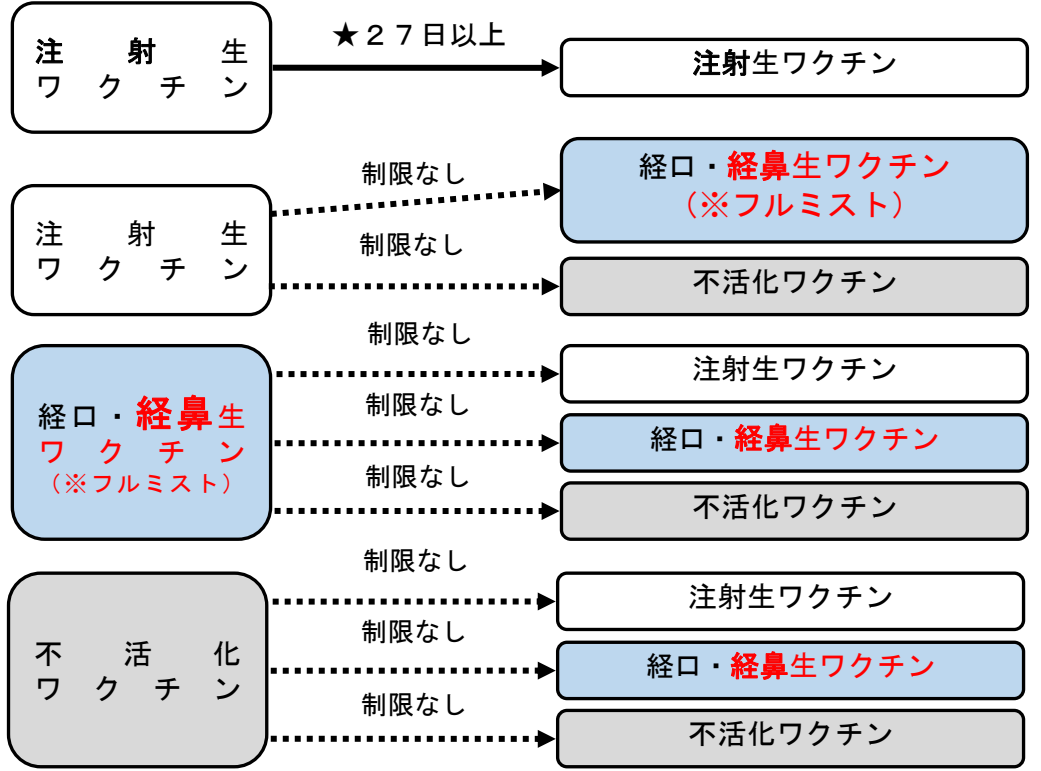 注射生
ワクチン
★２７日以上
注射生ワクチン
注射生
ワクチン
制限なし
経口・経鼻生ワクチン
（※フルミスト）
制限なし
不活化ワクチン
経口・経鼻生
ワクチン
（※フルミスト）
制限なし
注射生ワクチン
制限なし
経口・経鼻生ワクチン
制限なし
不活化ワクチン
不活化
ワクチン
制限なし
注射生ワクチン
制限なし
経口・経鼻生ワクチン
制限なし
不活化ワクチン